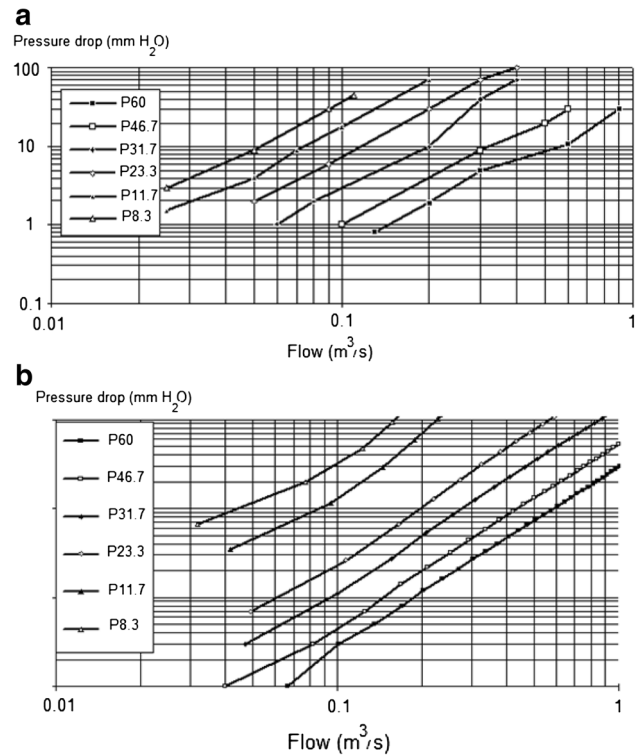 a
Pressure drop (mm H2O)
100
10
1
0.1
P60
P46.7
P31.7
P23.3
P11.7
P8.3
0.01
0.1
1
Flow (m3/s)
b
Pressure drop (mm H2O)
P60
P46.7
P31.7
P23.3
P11.7
P8.3
0.01
0.1
1
Flow (m3/s)